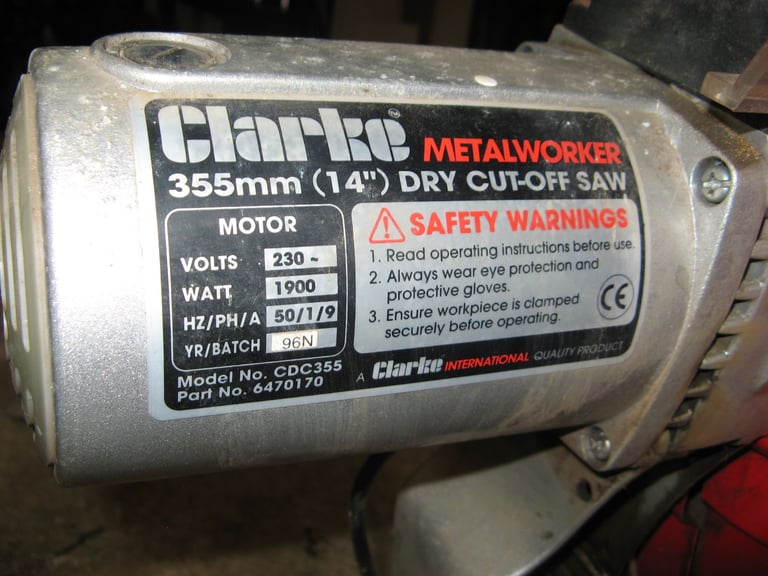 Clarke METALWORKER
355mm (14") DRY CUT-OFF SAW
MOTOR
VOLTS 230 ~
WATT 1900
HZ/PH/A 50/1/9
YR/BATCH 96N
Model No. CDC355
Part No. 6470170
SAFETY WARNINGS
1. Read operating instructions before use.
2. Always wear eye protection and
protective gloves.
3. Ensure workpiece is clamped
securely before operating.
CE
A Clarke INTERNATIONAL QUALITY PRODUCT